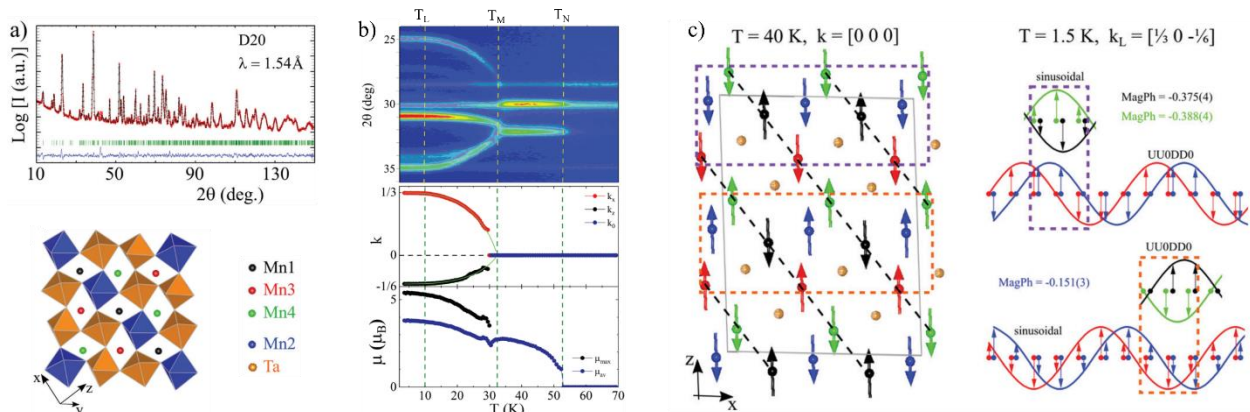 a)
D20
λ = 1.54Å
Log [I (a.u.)]
10 30 50 70 90 110 130
2θ (deg.)
Mn1
Mn3
Mn4
Mn2
Ta
x
z
y
b)
T_L T_M T_N
2θ (deg)
25
30
35
k
1/3
0
-1/6
k_x
k_z
k_0
μ (μ_B)
5
0
μ_max
μ_av
10 20 30 40 50 60 70
T (K)
c)
T = 40 K, k = [0 0 0]
z
x
T = 1.5 K, k_L = [⅓ 0 -⅙]
sinusoidal
MagPh = -0.375(4)
MagPh = -0.388(4)
UU0DD0
UU0DD0
MagPh = -0.151(3)
sinusoidal